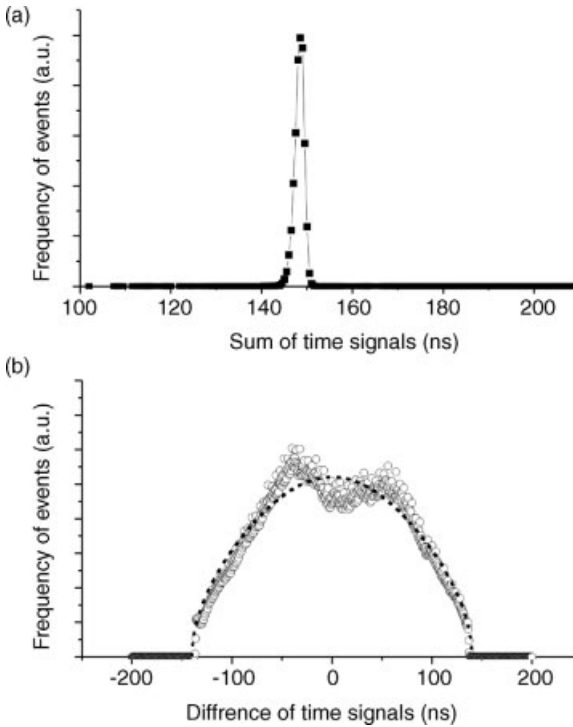 (a)
Frequency of events (a.u.)
100 120 140 160 180 200
Sum of time signals (ns)
(b)
Frequency of events (a.u.)
-200 -100 0 100 200
Diffrence of time signals (ns)